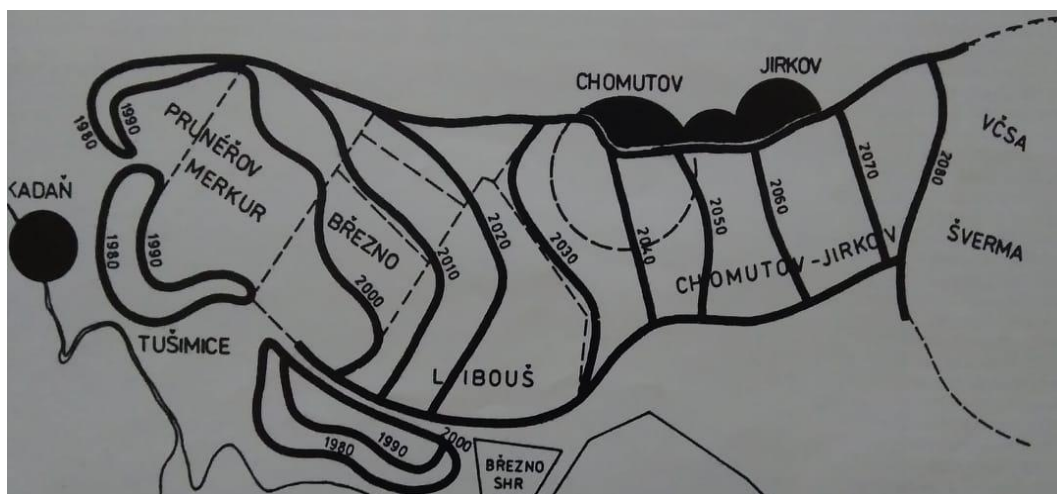 CHOMUTOV
JIRKOV
VČSA
ŠVERMA
1980
1990
PRUNÉŘOV
MERKUR
KADAŇ
1980
1990
TUŠIMICE
BŘEZNO
2000
2010
2020
2030
2040
2050
2060
2070
2080
CHOMUTOV-JIRKOV
LIBOUŠ
1980
1990
2000
BŘEZNO
SHR